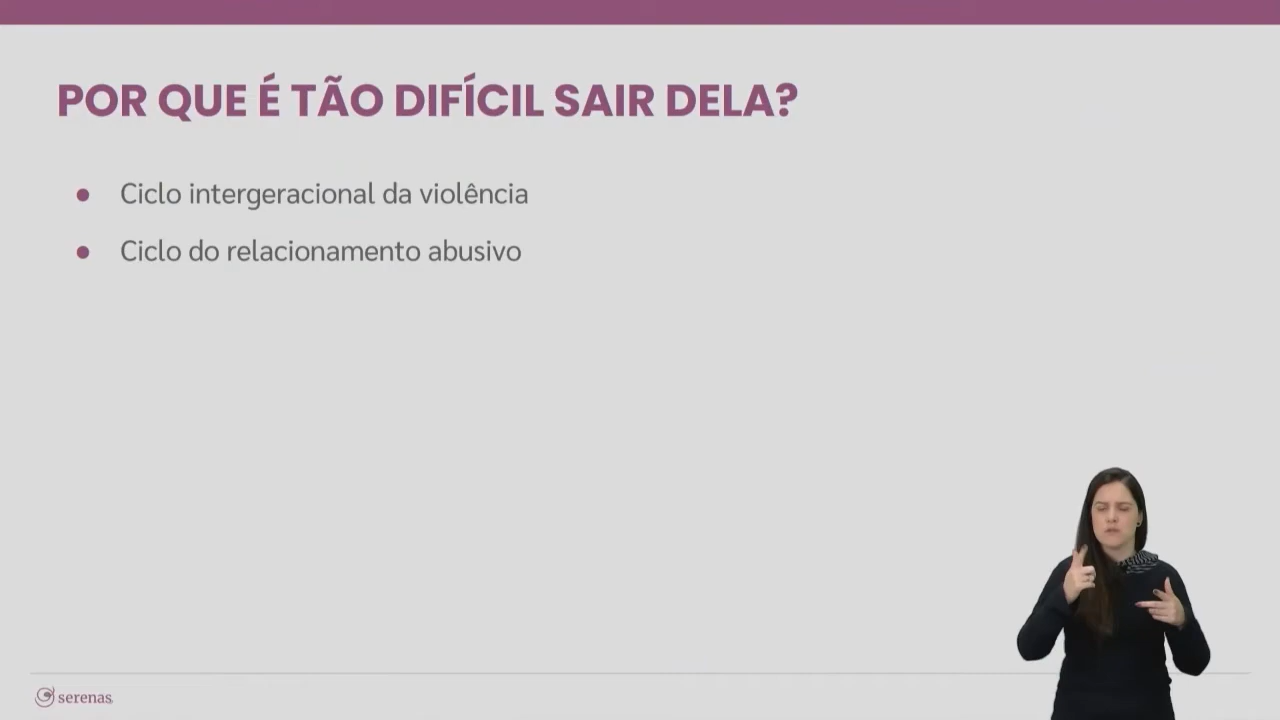 POR QUE É TÃO DIFÍCIL SAIR DELA?
Ciclo intergeracional da violência
Ciclo do relacionamento abusivo
serenas